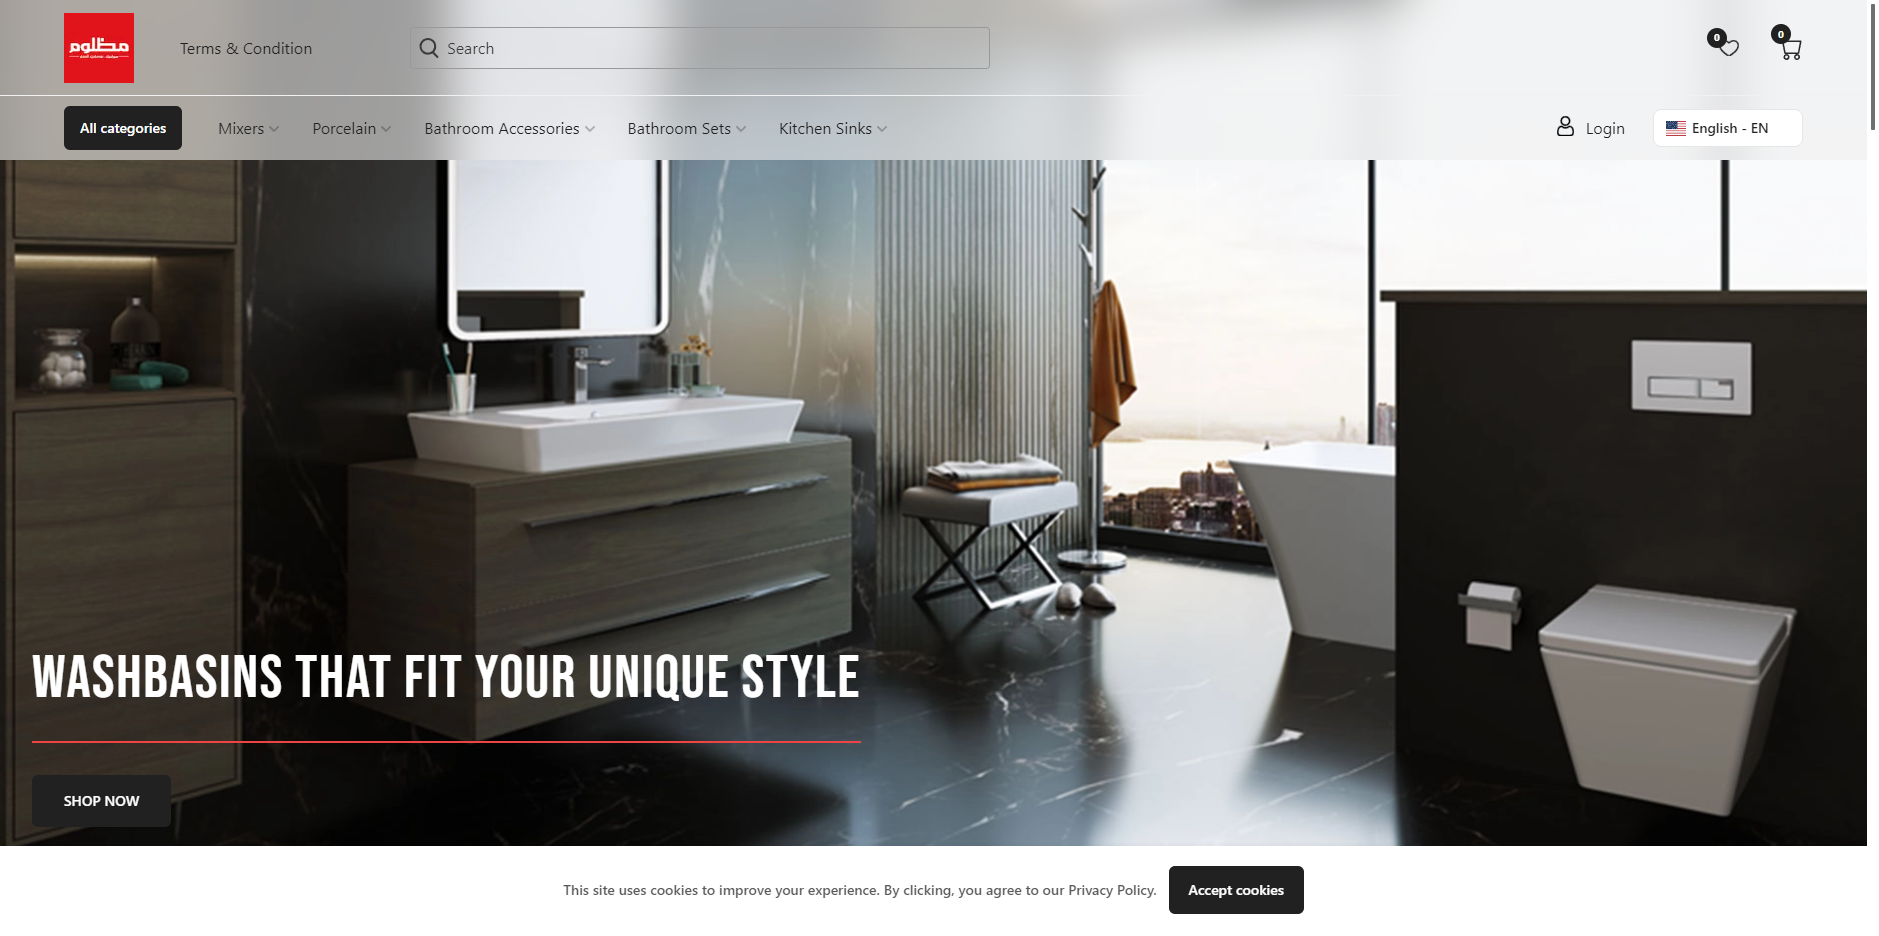 مظلوم
Terms & Condition
Search
0
0
All categories
Mixers
Porcelain
Bathroom Accessories
Bathroom Sets
Kitchen Sinks
Login
English - EN
WASHBASINS THAT FIT YOUR UNIQUE STYLE
SHOP NOW
This site uses cookies to improve your experience. By clicking, you agree to our Privacy Policy.
Accept cookies